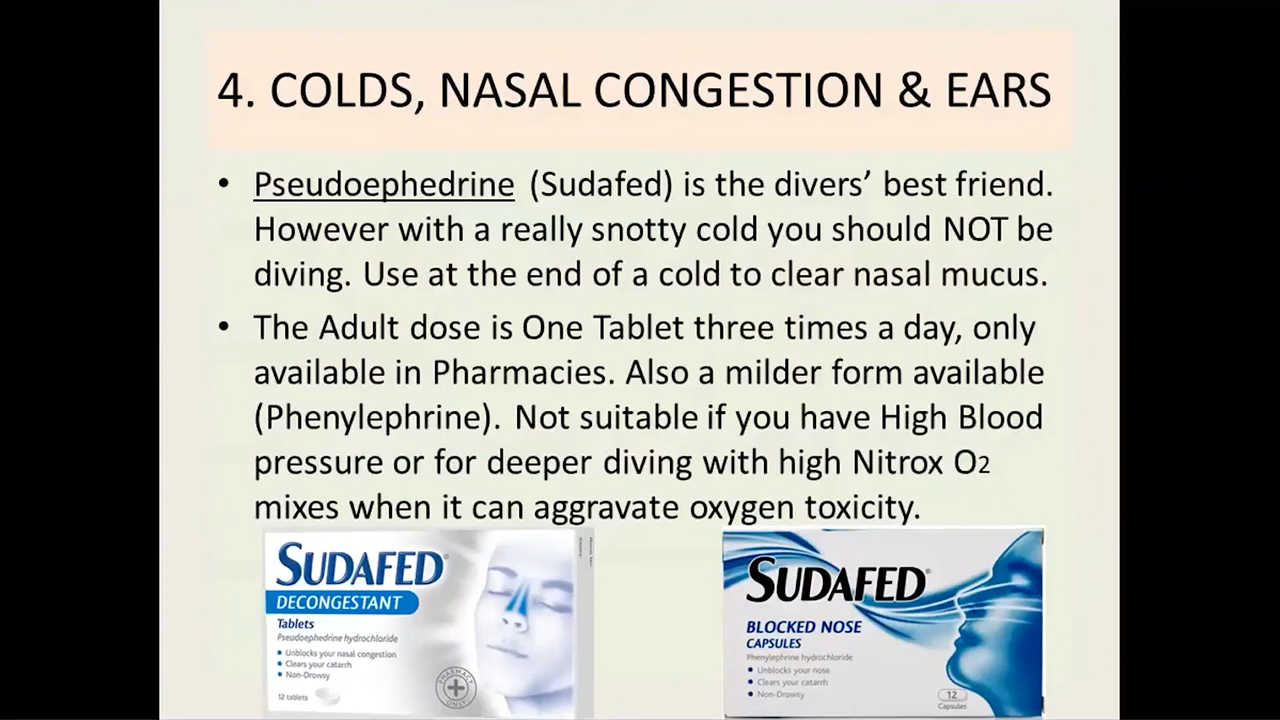 4. COLDS, NASAL CONGESTION & EARS
• Pseudoephedrine (Sudafed) is the divers’ best friend.
However with a really snotty cold you should NOT be
diving. Use at the end of a cold to clear nasal mucus.
• The Adult dose is One Tablet three times a day, only
available in Pharmacies. Also a milder form available
(Phenylephrine). Not suitable if you have High Blood
pressure or for deeper diving with high Nitrox O2
mixes when it can aggravate oxygen toxicity.
SUDAFED®
DECONGESTANT
Tablets
Pseudoephedrine hydrochloride
• Unblocks your nasal congestion
• Clears your catarrh
• Non-Drowsy
12 tablets
PHARMACY ONLY
SUDAFED®
BLOCKED NOSE
CAPSULES
Phenylephrine hydrochloride
• Unblocks your nose
• Clears your catarrh
• Non-Drowsy
12
Capsules